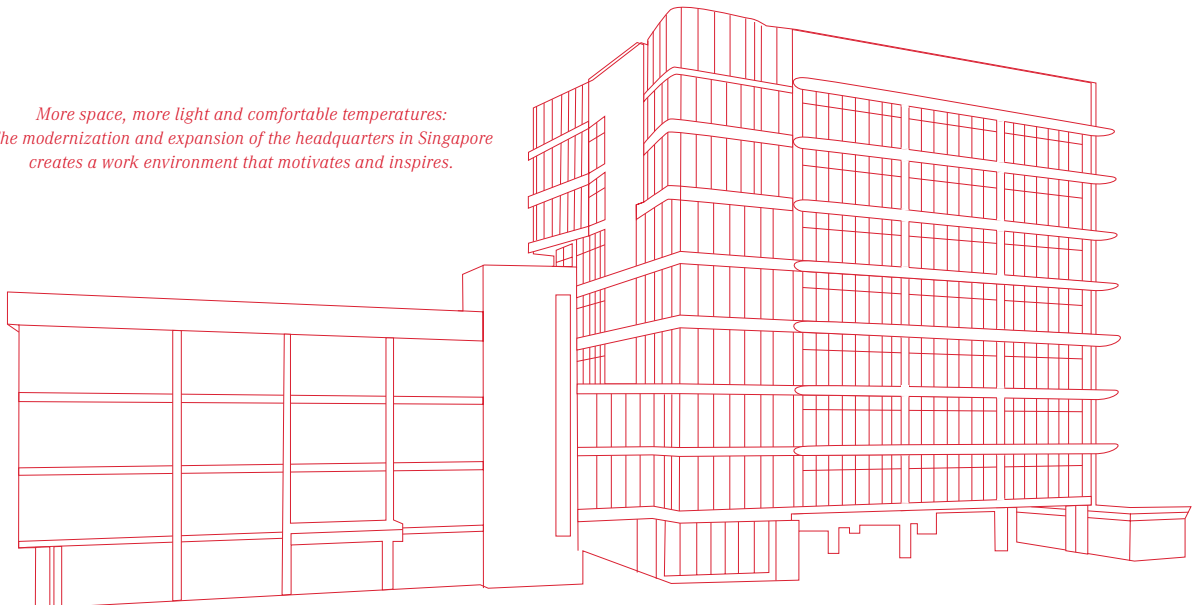 More space, more light and comfortable temperatures:
he modernization and expansion of the headquarters in Singapore
creates a work environment that motivates and inspires.